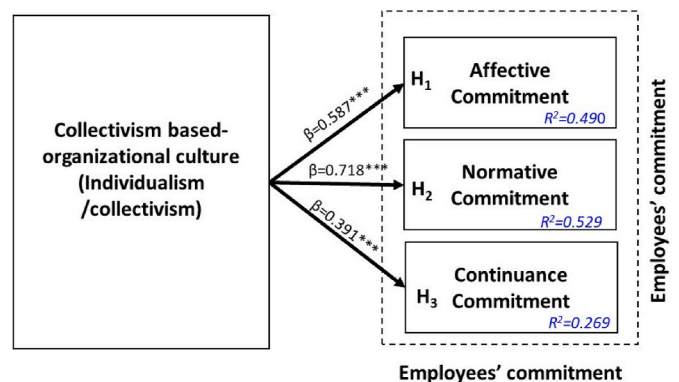 Collectivism based-
organizational culture
(Individualism
/collectivism)
β=0.587***
β=0.718***
β=0.391***
H1
Affective
Commitment
R²=0.490
H2
Normative
Commitment
R²=0.529
H3
Continuance
Commitment
R²=0.269
Employees’ commitment
Employees’ commitment